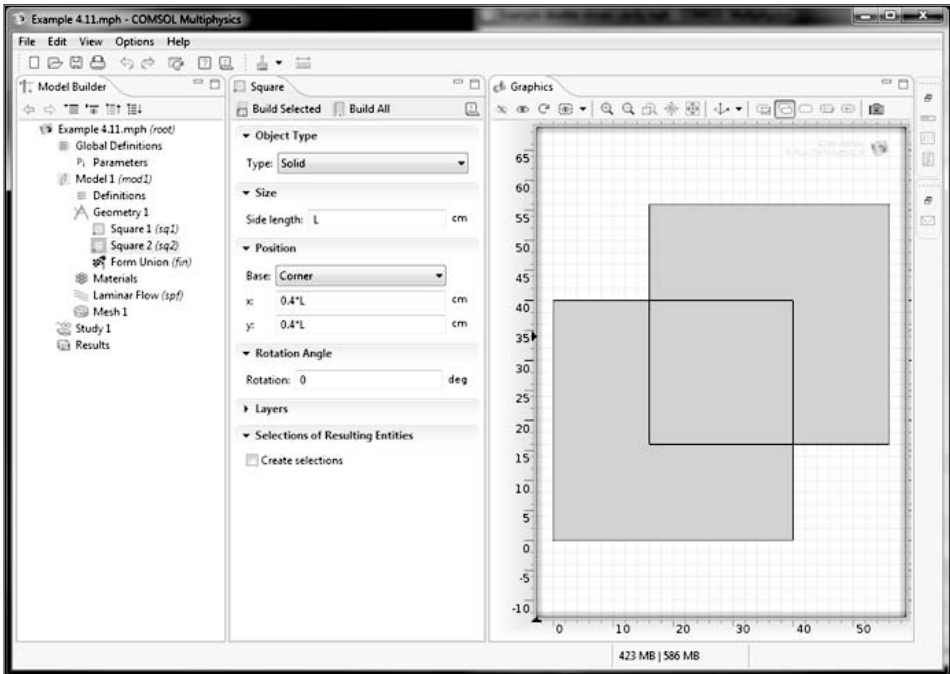 Example 4.11.mph - COMSOL Multiphysics
File Edit View Options Help
Model Builder
Example 4.11.mph (root)
Global Definitions
Pi Parameters
Model 1 (mod1)
Definitions
Geometry 1
Square 1 (sq1)
Square 2 (sq2)
Form Union (fin)
Materials
Laminar Flow (spf)
Mesh 1
Study 1
Results
Square
Build Selected Build All
Object Type
Type: Solid
Size
Side length: L cm
Position
Base: Corner
x: 0.4*L cm
y: 0.4*L cm
Rotation Angle
Rotation: 0 deg
Layers
Selections of Resulting Entities
Create selections
Graphics
COMSOL
MULTIPHYSICS
65
60
55
50
45
40
35
30
25
20
15
10
5
0
-5
-10
0 10 20 30 40 50
423 MB | 586 MB